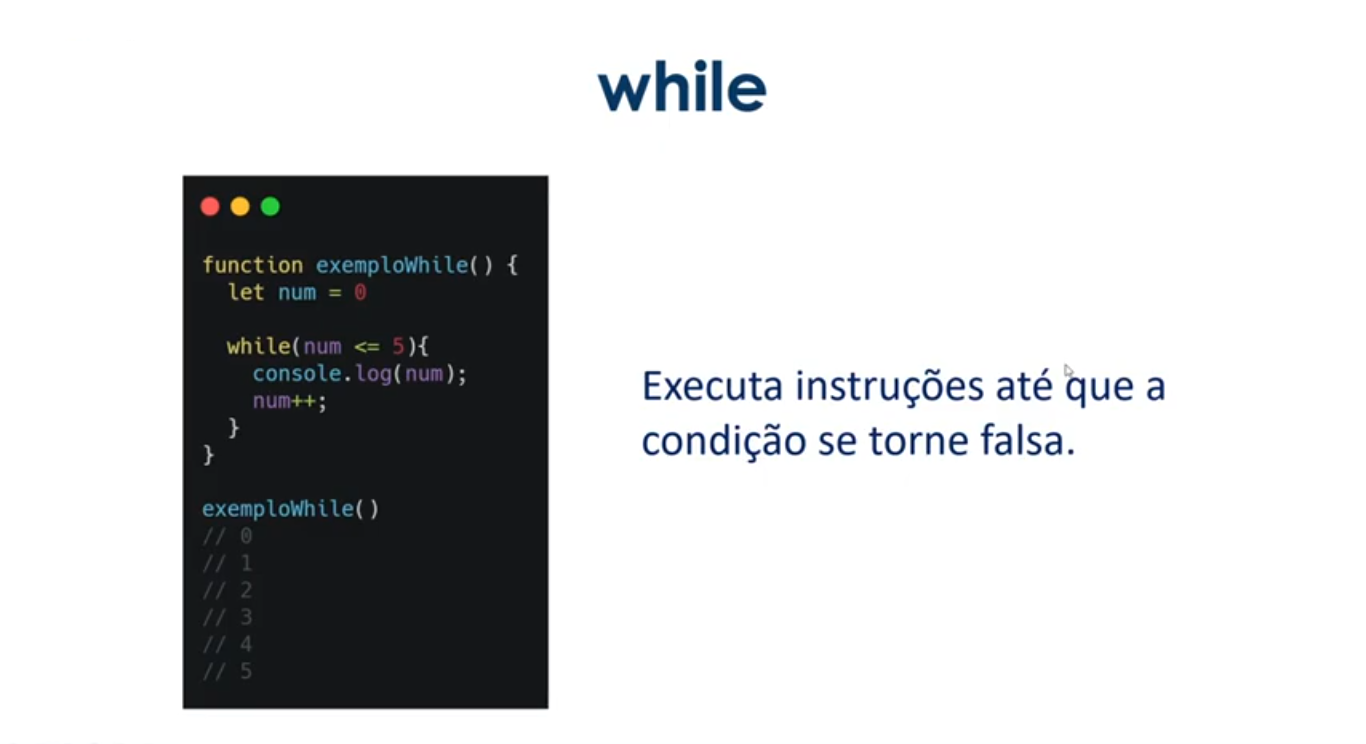 while
function exemploWhile() {
  let num = 0
  while(num <= 5){
    console.log(num);
    num++;
  }
}
exemploWhile()
// 0
// 1
// 2
// 3
// 4
// 5
Executa instruções até que a
condição se torne falsa.